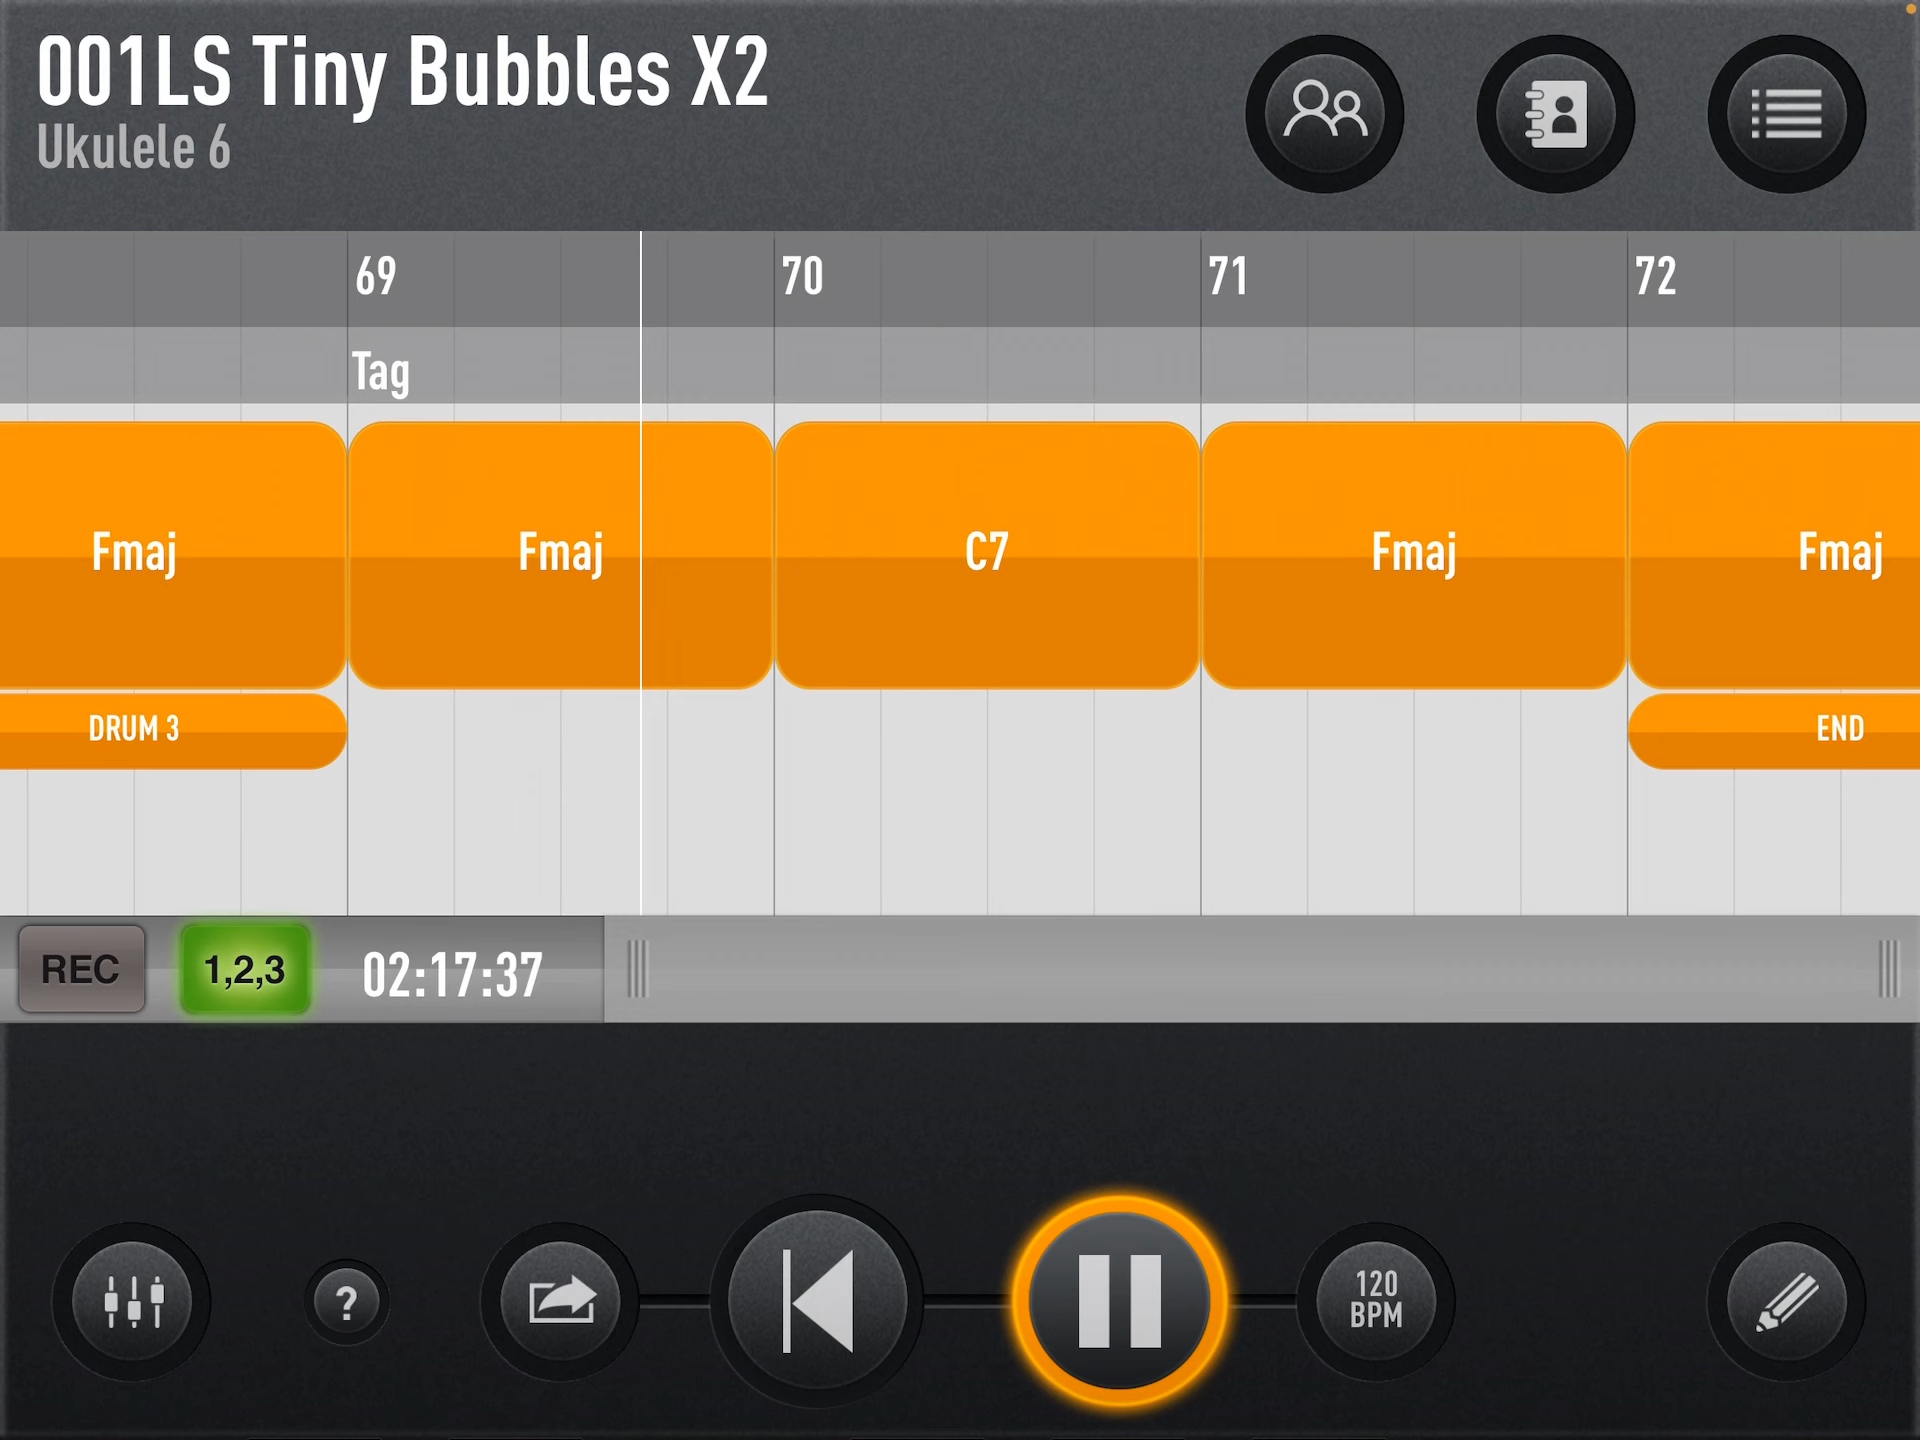 001LS Tiny Bubbles X2
Ukulele 6
69 70 71 72
Tag
Fmaj Fmaj C7 Fmaj Fmaj
DRUM 3 END
REC 1,2,3 02:17:37
? 120
BPM